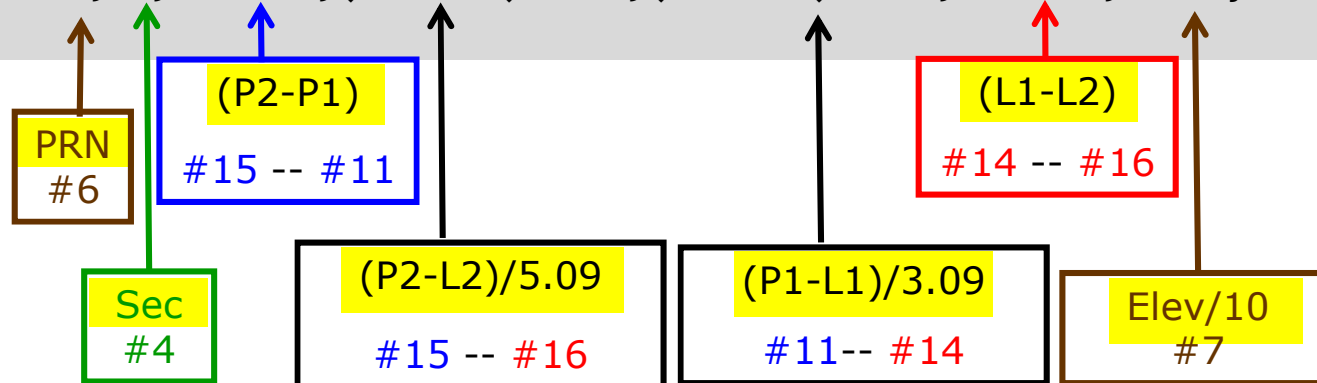 (P2-P1)
#15 -- #11
(L1-L2)
#14 -- #16
PRN
#6
(P2-L2)/5.09
#15 -- #16
(P1-L1)/3.09
#11-- #14
Sec
#4
Elev/10
#7